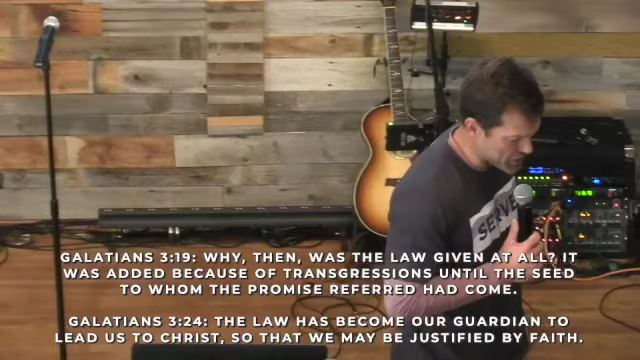 SERVE
GALATIANS 3:19: WHY, THEN, WAS THE LAW GIVEN AT ALL? IT
WAS ADDED BECAUSE OF TRANSGRESSIONS UNTIL THE SEED
TO WHOM THE PROMISE REFERRED HAD COME.
GALATIANS 3:24: THE LAW HAS BECOME OUR GUARDIAN TO
LEAD US TO CHRIST, SO THAT WE MAY BE JUSTIFIED BY FAITH.